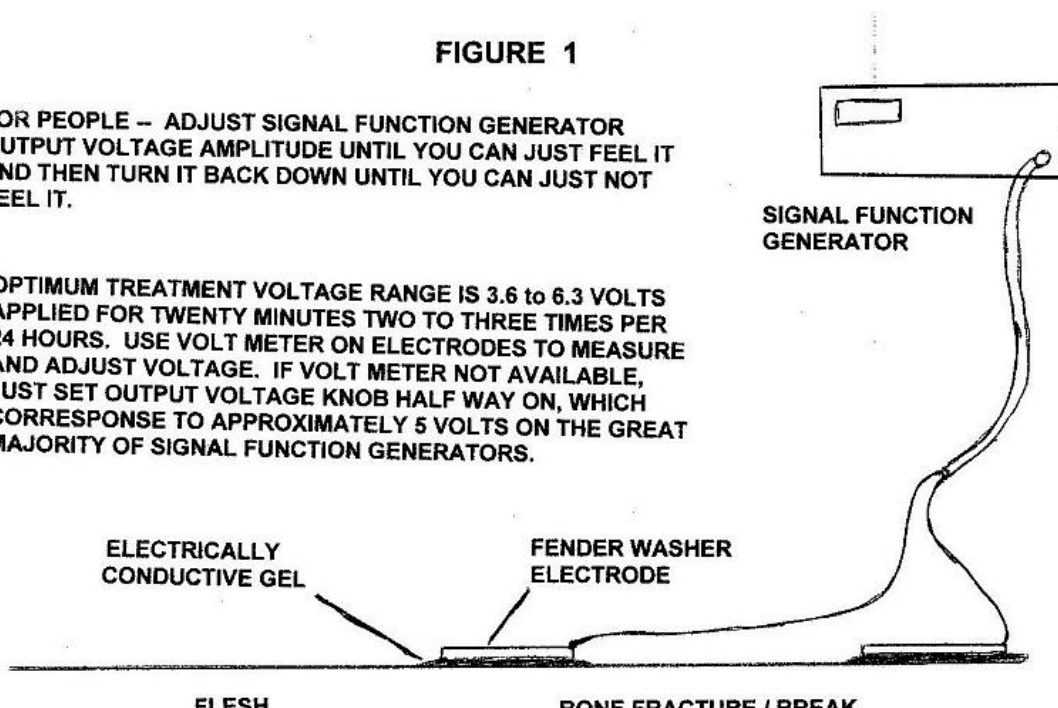 FIGURE 1
OR PEOPLE -- ADJUST SIGNAL FUNCTION GENERATOR
UTPUT VOLTAGE AMPLITUDE UNTIL YOU CAN JUST FEEL IT
ND THEN TURN IT BACK DOWN UNTIL YOU CAN JUST NOT
EEL IT.
SIGNAL FUNCTION
GENERATOR
OPTIMUM TREATMENT VOLTAGE RANGE IS 3.6 to 6.3 VOLTS
APPLIED FOR TWENTY MINUTES TWO TO THREE TIMES PER
24 HOURS. USE VOLT METER ON ELECTRODES TO MEASURE
AND ADJUST VOLTAGE. IF VOLT METER NOT AVAILABLE,
UST SET OUTPUT VOLTAGE KNOB HALF WAY ON, WHICH
CORRESPONSE TO APPROXIMATELY 5 VOLTS ON THE GREAT
MAJORITY OF SIGNAL FUNCTION GENERATORS.
ELECTRICALLY
CONDUCTIVE GEL
FENDER WASHER
ELECTRODE
FLESH
BONE FRACTURE / BREAK